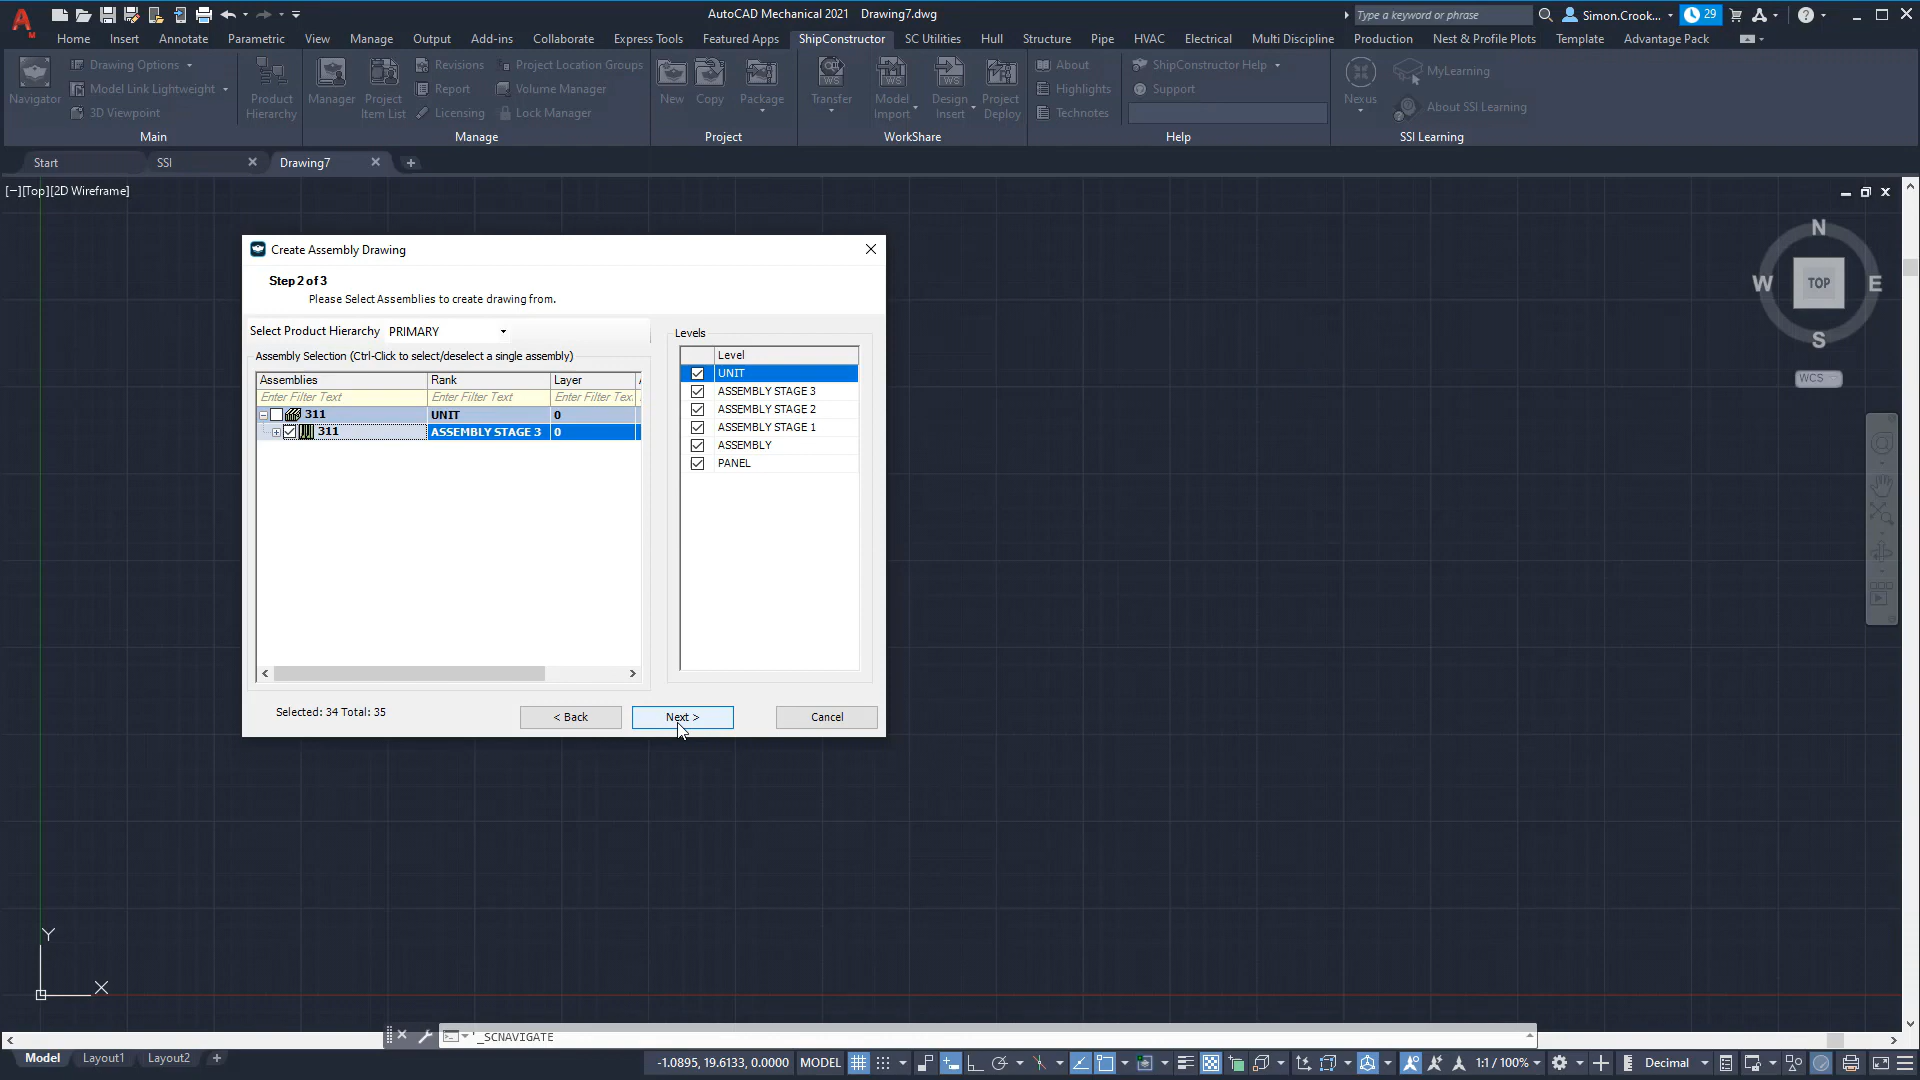 AutoCAD Mechanical 2021 Drawing7.dwg
Type a keyword or phrase
Simon.Crook...
29
Home Insert Annotate Parametric View Manage Output Add-ins Collaborate Express Tools Featured Apps ShipConstructor SC Utilities Hull Structure Pipe HVAC Electrical Multi Discipline Production Nest & Profile Plots Template Advantage Pack
Navigator
Drawing Options
Model Link Lightweight
3D Viewpoint
Product Hierarchy
Main
Manager
Project Item List
Revisions
Report
Licensing
Project Location Groups
Volume Manager
Lock Manager
Manage
New
Copy
Package
Project
Transfer
Model Import
Design Insert
Project Deploy
WorkShare
About
Highlights
Technotes
ShipConstructor Help
Support
Help
Nexus
MyLearning
About SSI Learning
SSI Learning
Start
SSI
Drawing7
[−][Top][2D Wireframe]
N
W TOP E
S
WCS
Create Assembly Drawing
Step 2 of 3
Please Select Assemblies to create drawing from.
Select Product Hierarchy PRIMARY
Assembly Selection (Ctrl-Click to select/deselect a single assembly)
Assemblies Rank Layer
Enter Filter Text Enter Filter Text Enter Filter Tex
311 UNIT 0
311 ASSEMBLY STAGE 3 0
Levels
Level
UNIT
ASSEMBLY STAGE 3
ASSEMBLY STAGE 2
ASSEMBLY STAGE 1
ASSEMBLY
PANEL
Selected: 34 Total: 35
< Back
Next >
Cancel
Y
X
'_SCNAVIGATE
Model Layout1 Layout2
-1.0895, 19.6133, 0.0000 MODEL
1:1 / 100%
Decimal